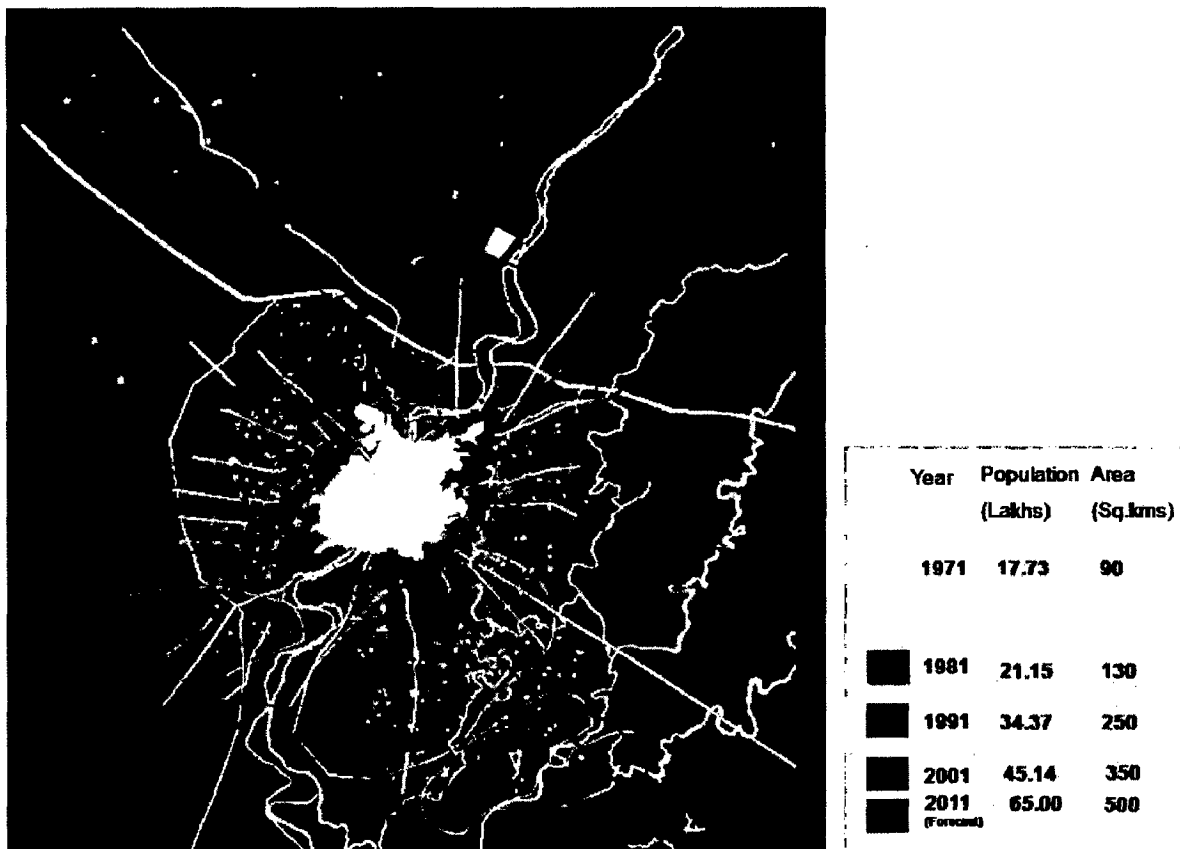 Year Population Area
(Lakhs) (Sq.kms)
1971 17.73 90
1981 21.15 130
1991 34.37 250
2001 45.14 350
2011 65.00 500
(Forecast)